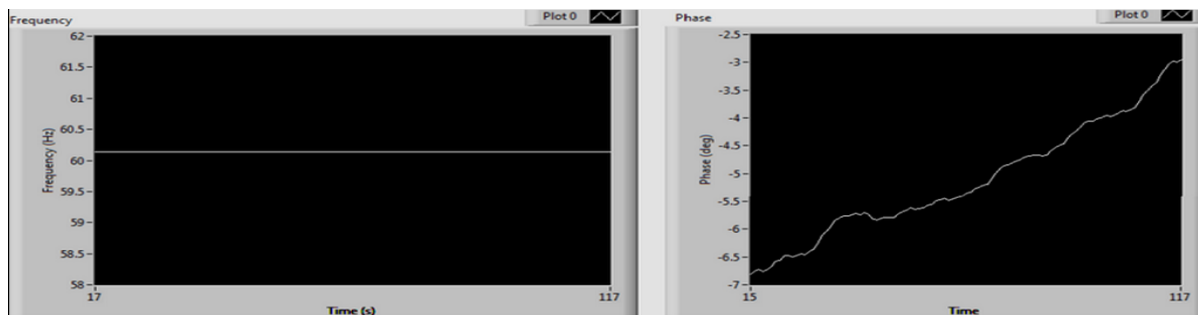 Frequency
Plot 0
62
61.5
61
60.5
60
59.5
59
58.5
58
Frequency (Hz)
17
117
Time (s)
Phase
Plot 0
-2.5
-3
-3.5
-4
-4.5
-5
-5.5
-6
-6.5
-7
Phase (deg)
15
117
Time